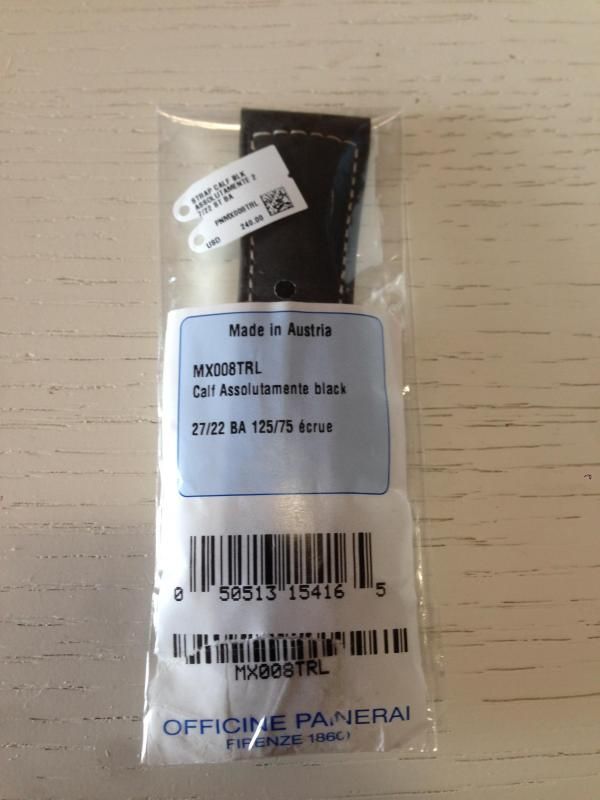 STRAP CALF BLK
ASSOLUTAMENTE 2
7/22 ST BA
PNMX008TRL
240.00
USD
Made in Austria
MX008TRL
Calf Assolutamente black
27/22 BA 125/75 écrue
0 50513 15416 5
MX008TRL
OFFICINE PANERAI
FIRENZE 1860